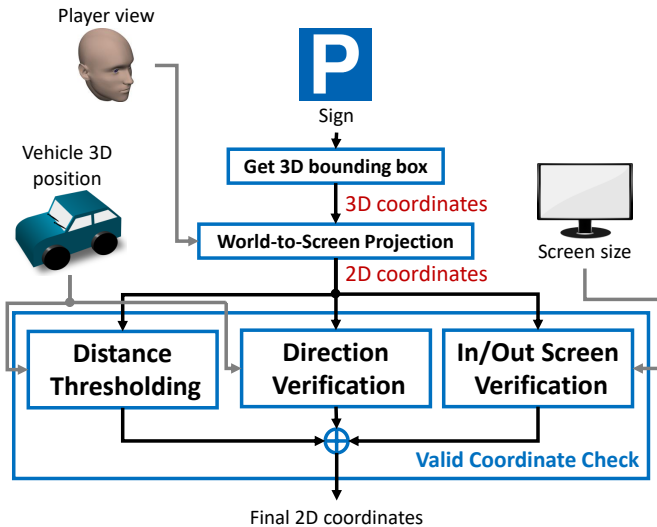 Player view
P
Sign
Vehicle 3D
position
Get 3D bounding box
3D coordinates
World-to-Screen Projection
Screen size
2D coordinates
Distance
Thresholding
Direction
Verification
In/Out Screen
Verification
Valid Coordinate Check
Final 2D coordinates